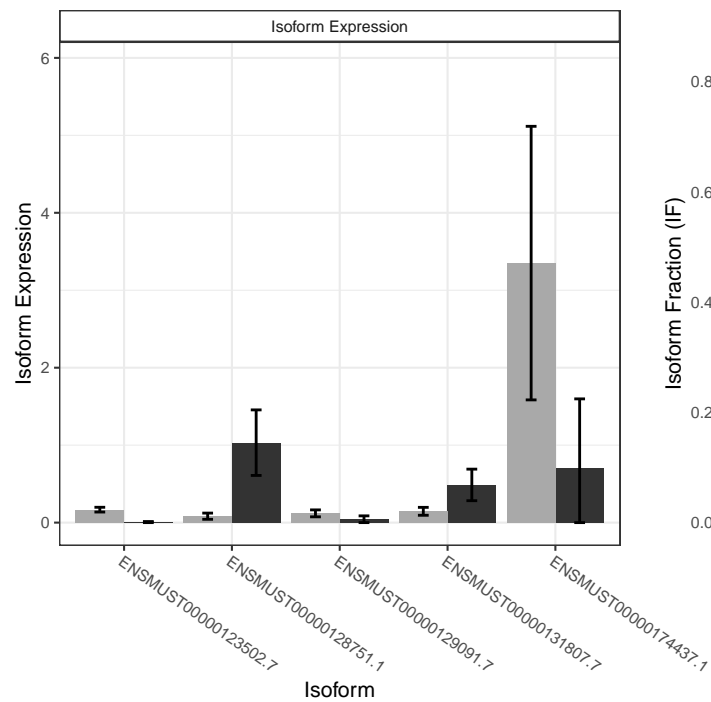 Isoform Expression
Isoform Expression
6
4
2
0
ENSMUST00000123502.7
ENSMUST00000128751.1
ENSMUST00000129091.7
ENSMUST00000131807.7
ENSMUST00000174437.1
Isoform
Isoform Fraction (IF)
0.8
0.6
0.4
0.2
0.0